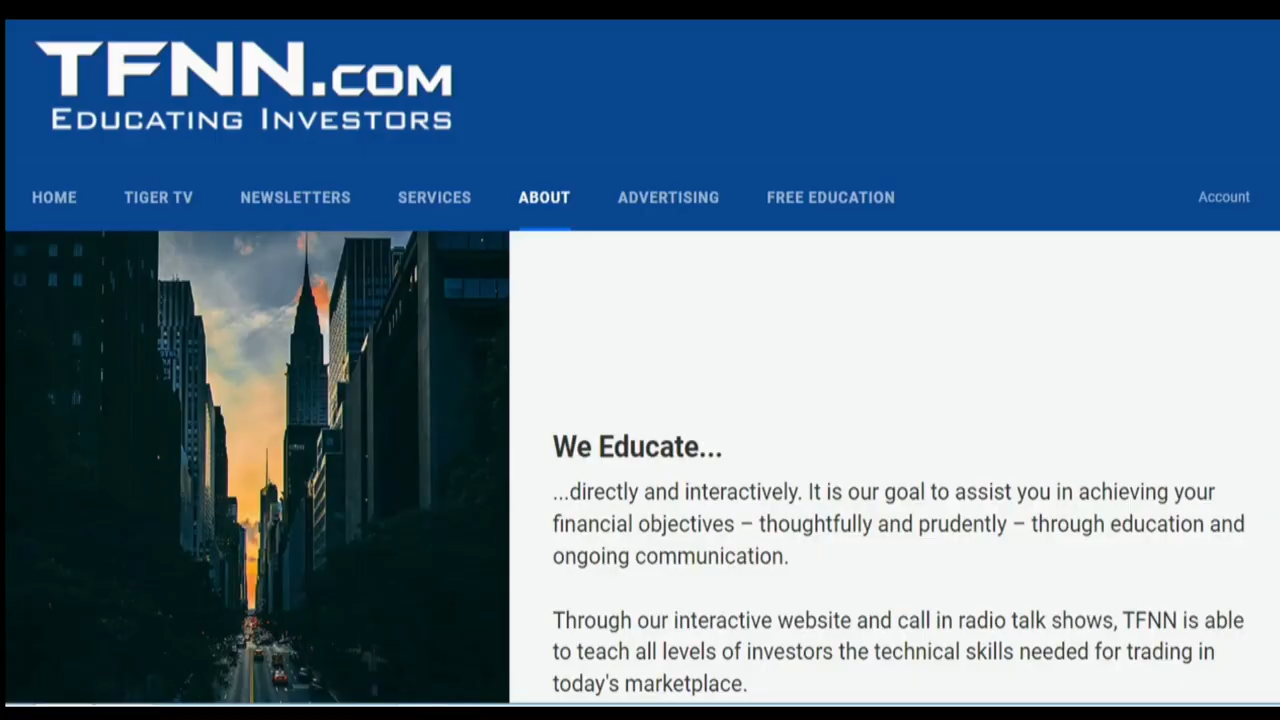 TFNN.COM
EDUCATING INVESTORS
HOME TIGER TV NEWSLETTERS SERVICES ABOUT ADVERTISING FREE EDUCATION Account
We Educate...
...directly and interactively. It is our goal to assist you in achieving your
financial objectives – thoughtfully and prudently – through education and
ongoing communication.
Through our interactive website and call in radio talk shows, TFNN is able
to teach all levels of investors the technical skills needed for trading in
today's marketplace.